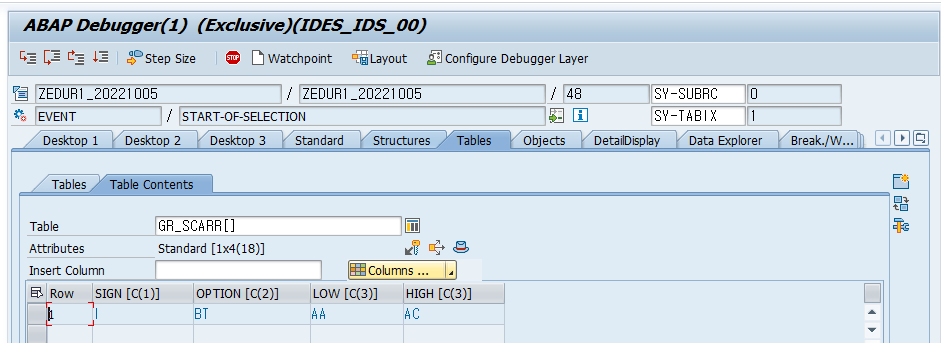 ABAP Debugger(1) (Exclusive)(IDES_IDS_00)
Step Size STOP Watchpoint Layout Configure Debugger Layer
ZEDUR1_20221005 / ZEDUR1_20221005 / 48 SY-SUBRC 0
EVENT / START-OF-SELECTION SY-TABIX 1
Desktop 1 Desktop 2 Desktop 3 Standard Structures Tables Objects DetailDisplay Data Explorer Break./W...
Tables Table Contents
Table GR_SCARR[]
Attributes Standard [1x4(18)]
Insert Column Columns ...
Row SIGN [C(1)] OPTION [C(2)] LOW [C(3)] HIGH [C(3)]
1 I BT AA AC